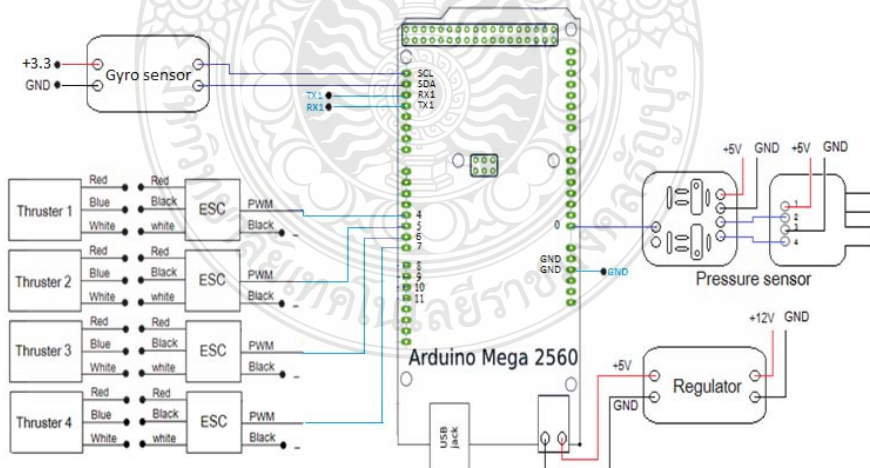 +3.3
GND
Gyro sensor
SCL
SDA
RX1
TX1
TX1
RX1
Thruster 1
Red
Blue
White
Red
Black
white
ESC
PWM
Black
Thruster 2
Red
Blue
White
Red
Black
white
ESC
PWM
Black
Thruster 3
Red
Blue
White
Red
Black
white
ESC
PWM
Black
Thruster 4
Red
Blue
White
Red
Black
white
ESC
PWM
Black
4
5
6
7
8
9
10
11
0
GND
GND
GND
Arduino Mega 2560
USB jack
+5V
GND
+5V
GND
1
2
3
4
Pressure sensor
+12V
GND
+5V
GND
Regulator